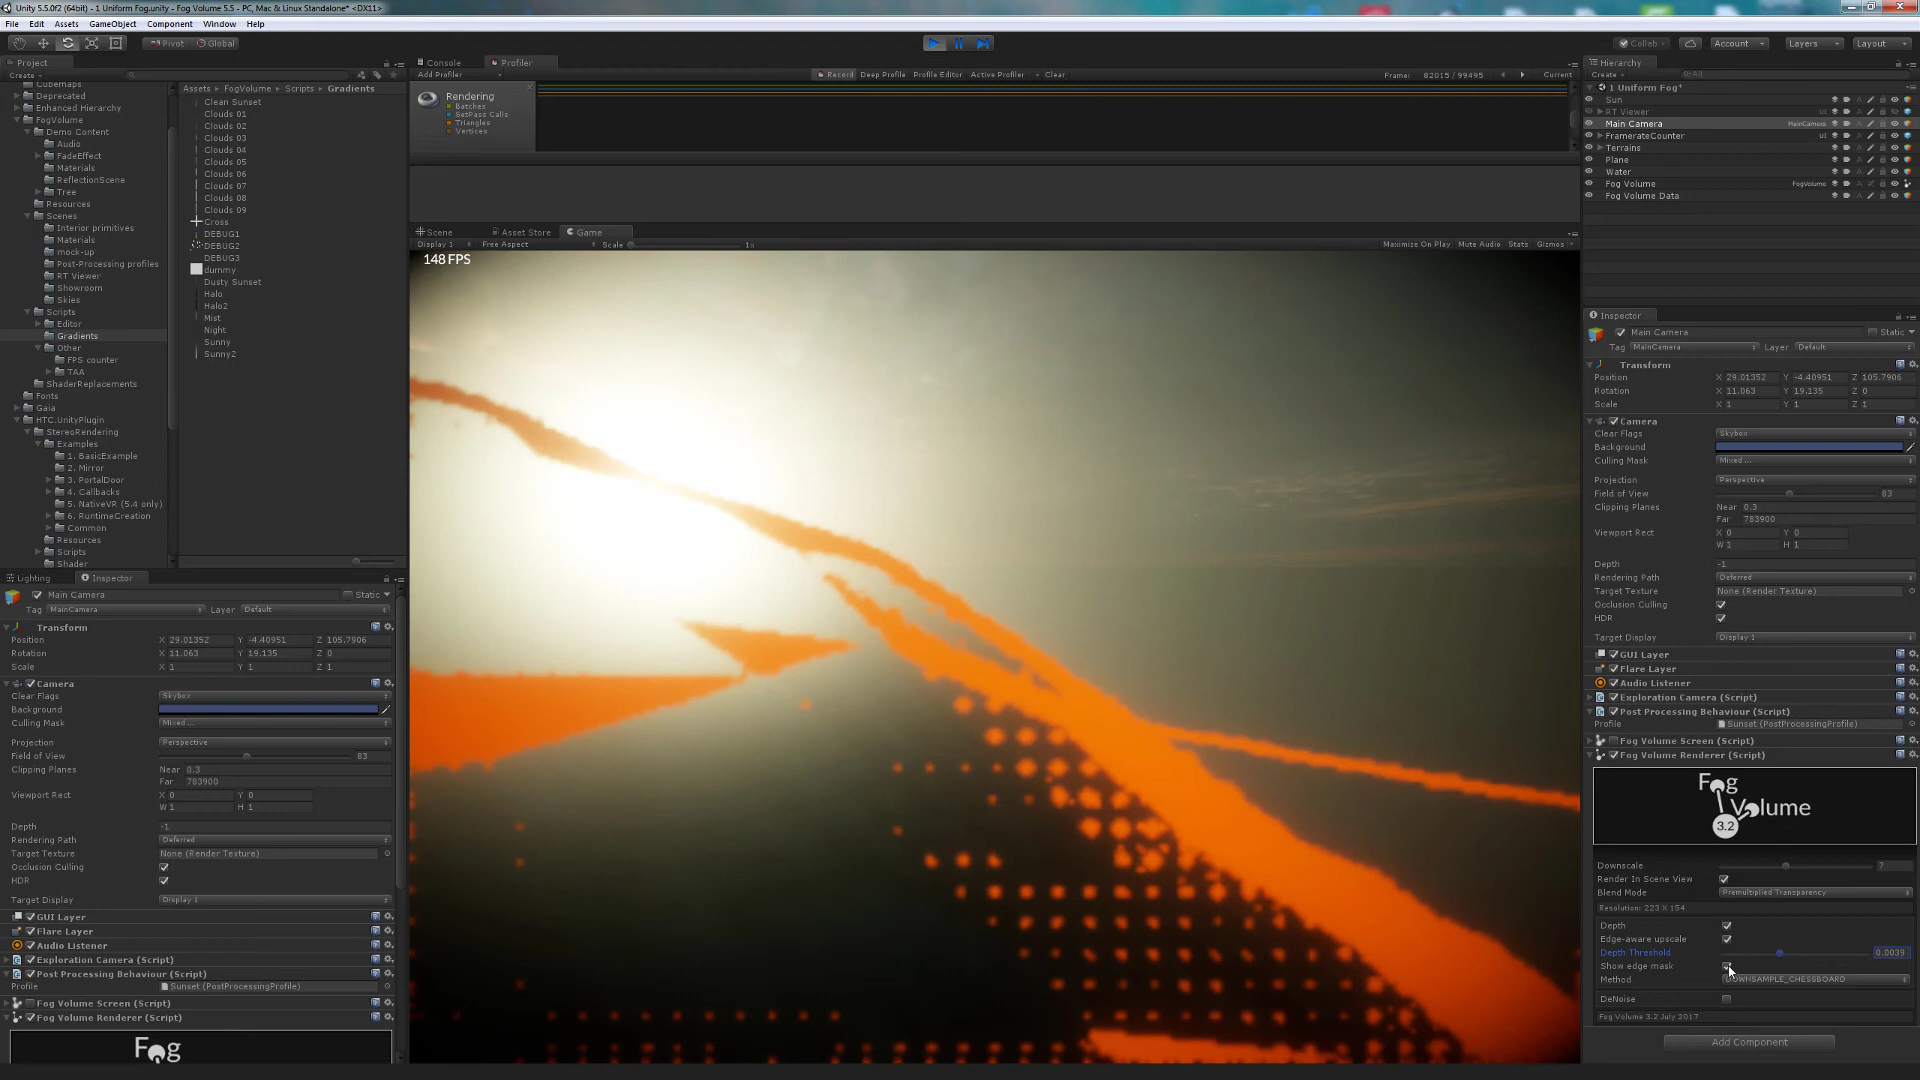 Unity 5.5.0f2 (64bit) - 1 Uniform Fog.unity - Fog Volume 5.5 - PC, Mac & Linux Standalone* <DX11>
File Edit Assets GameObject Component Window Help
Pivot Global
Collab Account Layers Layout
Project
Create
Cubemaps
Deprecated
Enhanced Hierarchy
FogVolume
Demo Content
Audio
FadeEffect
Materials
ReflectionScene
Tree
Resources
Scenes
Interior primitives
Materials
mock-up
Post-Processing profiles
RT Viewer
Showroom
Skies
Scripts
Editor
Gradients
Other
FPS counter
TAA
ShaderReplacements
Fonts
Gaia
HTC.UnityPlugin
StereoRendering
Examples
1. BasicExample
2. Mirror
3. PortalDoor
4. Callbacks
5. NativeVR (5.4 only)
6. RuntimeCreation
Common
Resources
Scripts
Shader
Assets FogVolume Scripts Gradients
Clean Sunset
Clouds 01
Clouds 02
Clouds 03
Clouds 04
Clouds 05
Clouds 06
Clouds 07
Clouds 08
Clouds 09
Cross
DEBUG1
DEBUG2
DEBUG3
dummy
Dusty Sunset
Halo
Halo2
Mist
Night
Sunny
Sunny2
Console Profiler
Add Profiler Record Deep Profile Profile Editor Active Profiler Clear Frame: 82015 / 99495 Current
Rendering
Batches
SetPass Calls
Triangles
Vertices
Scene Asset Store Game
Display 1 Free Aspect Scale 1x Maximize On Play Mute Audio Stats Gizmos
148 FPS
Hierarchy
Create All
1 Uniform Fog*
Sun
RT Viewer UI
Main Camera MainCamera
FramerateCounter UI
Terrains
Plane
Water
Fog Volume FogVolume
Fog Volume Data
Inspector
Main Camera Static
Tag MainCamera Layer Default
Transform
Position X 29.01352 Y -4.40951 Z 105.7906
Rotation X 11.063 Y 19.135 Z 0
Scale X 1 Y 1 Z 1
Camera
Clear Flags Skybox
Background
Culling Mask Mixed ...
Projection Perspective
Field of View 83
Clipping Planes Near 0.3
Far 783900
Viewport Rect X 0 Y 0
W 1 H 1
Depth -1
Rendering Path Deferred
Target Texture None (Render Texture)
Occlusion Culling
HDR
Target Display Display 1
GUI Layer
Flare Layer
Audio Listener
Exploration Camera (Script)
Post Processing Behaviour (Script)
Profile Sunset (PostProcessingProfile)
Fog Volume Screen (Script)
Fog Volume Renderer (Script)
Fog
Volume
3.2
Downscale 7
Render In Scene View
Blend Mode Premultiplied Transparency
Resolution: 223 X 154
Depth
Edge-aware upscale
Depth Threshold 0.0039
Show edge mask
Method DOWNSAMPLE_CHESSBOARD
DeNoise
Fog Volume 3.2 July 2017
Add Component
Lighting Inspector
Main Camera Static
Tag MainCamera Layer Default
Transform
Position X 29.01352 Y -4.40951 Z 105.7906
Rotation X 11.063 Y 19.135 Z 0
Scale X 1 Y 1 Z 1
Camera
Clear Flags Skybox
Background
Culling Mask Mixed ...
Projection Perspective
Field of View 83
Clipping Planes Near 0.3
Far 783900
Viewport Rect X 0 Y 0
W 1 H 1
Depth -1
Rendering Path Deferred
Target Texture None (Render Texture)
Occlusion Culling
HDR
Target Display Display 1
GUI Layer
Flare Layer
Audio Listener
Exploration Camera (Script)
Post Processing Behaviour (Script)
Profile Sunset (PostProcessingProfile)
Fog Volume Screen (Script)
Fog Volume Renderer (Script)
Fog